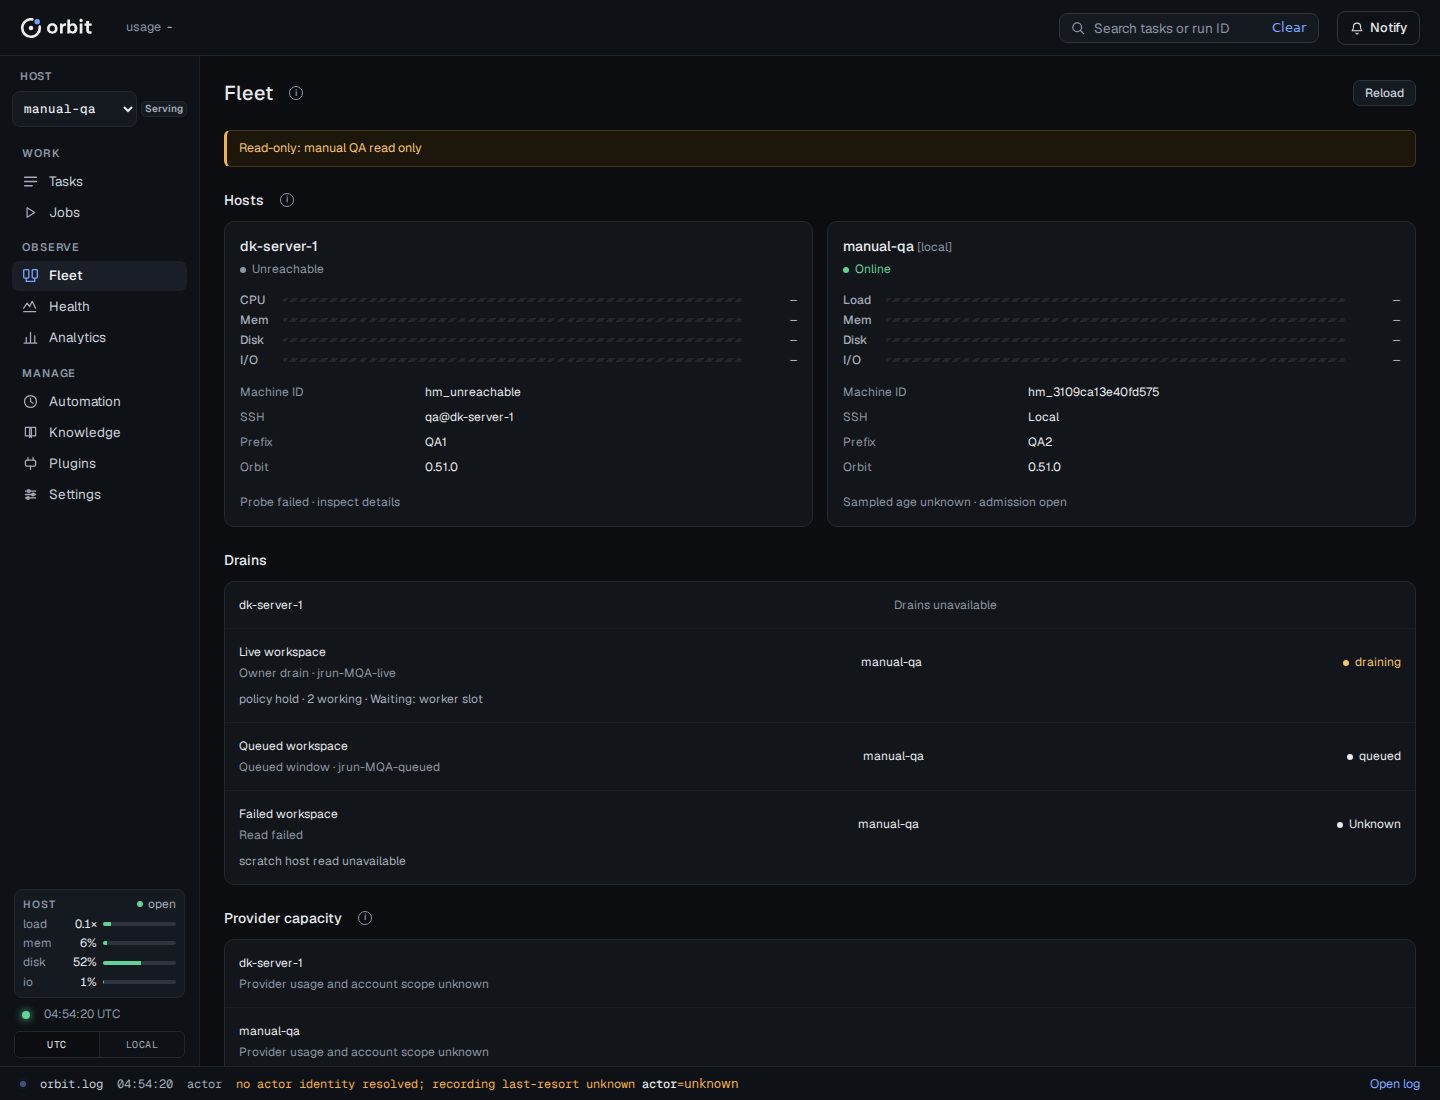 orbit usage – Search tasks or run ID Clear Notify
HOST
manual-qa Serving
WORK
Tasks
Jobs
OBSERVE
Fleet
Health
Analytics
MANAGE
Automation
Knowledge
Plugins
Settings
HOST open
load 0.1×
mem 6%
disk 52%
io 1%
04:54:20 UTC
UTC LOCAL
Fleet Reload
Read-only: manual QA read only
Hosts
dk-server-1
Unreachable
CPU –
Mem –
Disk –
I/O –
Machine ID hm_unreachable
SSH qa@dk-server-1
Prefix QA1
Orbit 0.51.0
Probe failed · inspect details
manual-qa [local]
Online
Load –
Mem –
Disk –
I/O –
Machine ID hm_3109ca13e40fd575
SSH Local
Prefix QA2
Orbit 0.51.0
Sampled age unknown · admission open
Drains
dk-server-1 Drains unavailable
Live workspace
Owner drain · jrun-MQA-live
policy hold · 2 working · Waiting: worker slot
manual-qa draining
Queued workspace
Queued window · jrun-MQA-queued
manual-qa queued
Failed workspace
Read failed
scratch host read unavailable
manual-qa Unknown
Provider capacity
dk-server-1
Provider usage and account scope unknown
manual-qa
Provider usage and account scope unknown
orbit.log 04:54:20 actor no actor identity resolved; recording last-resort unknown actor=unknown Open log